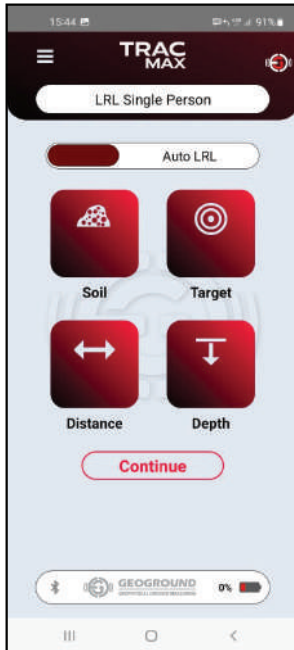 15:44
91%
TRAC
MAX
LRL Single Person
Auto LRL
Soil
Target
Distance
Depth
Continue
GEOGROUND
0%